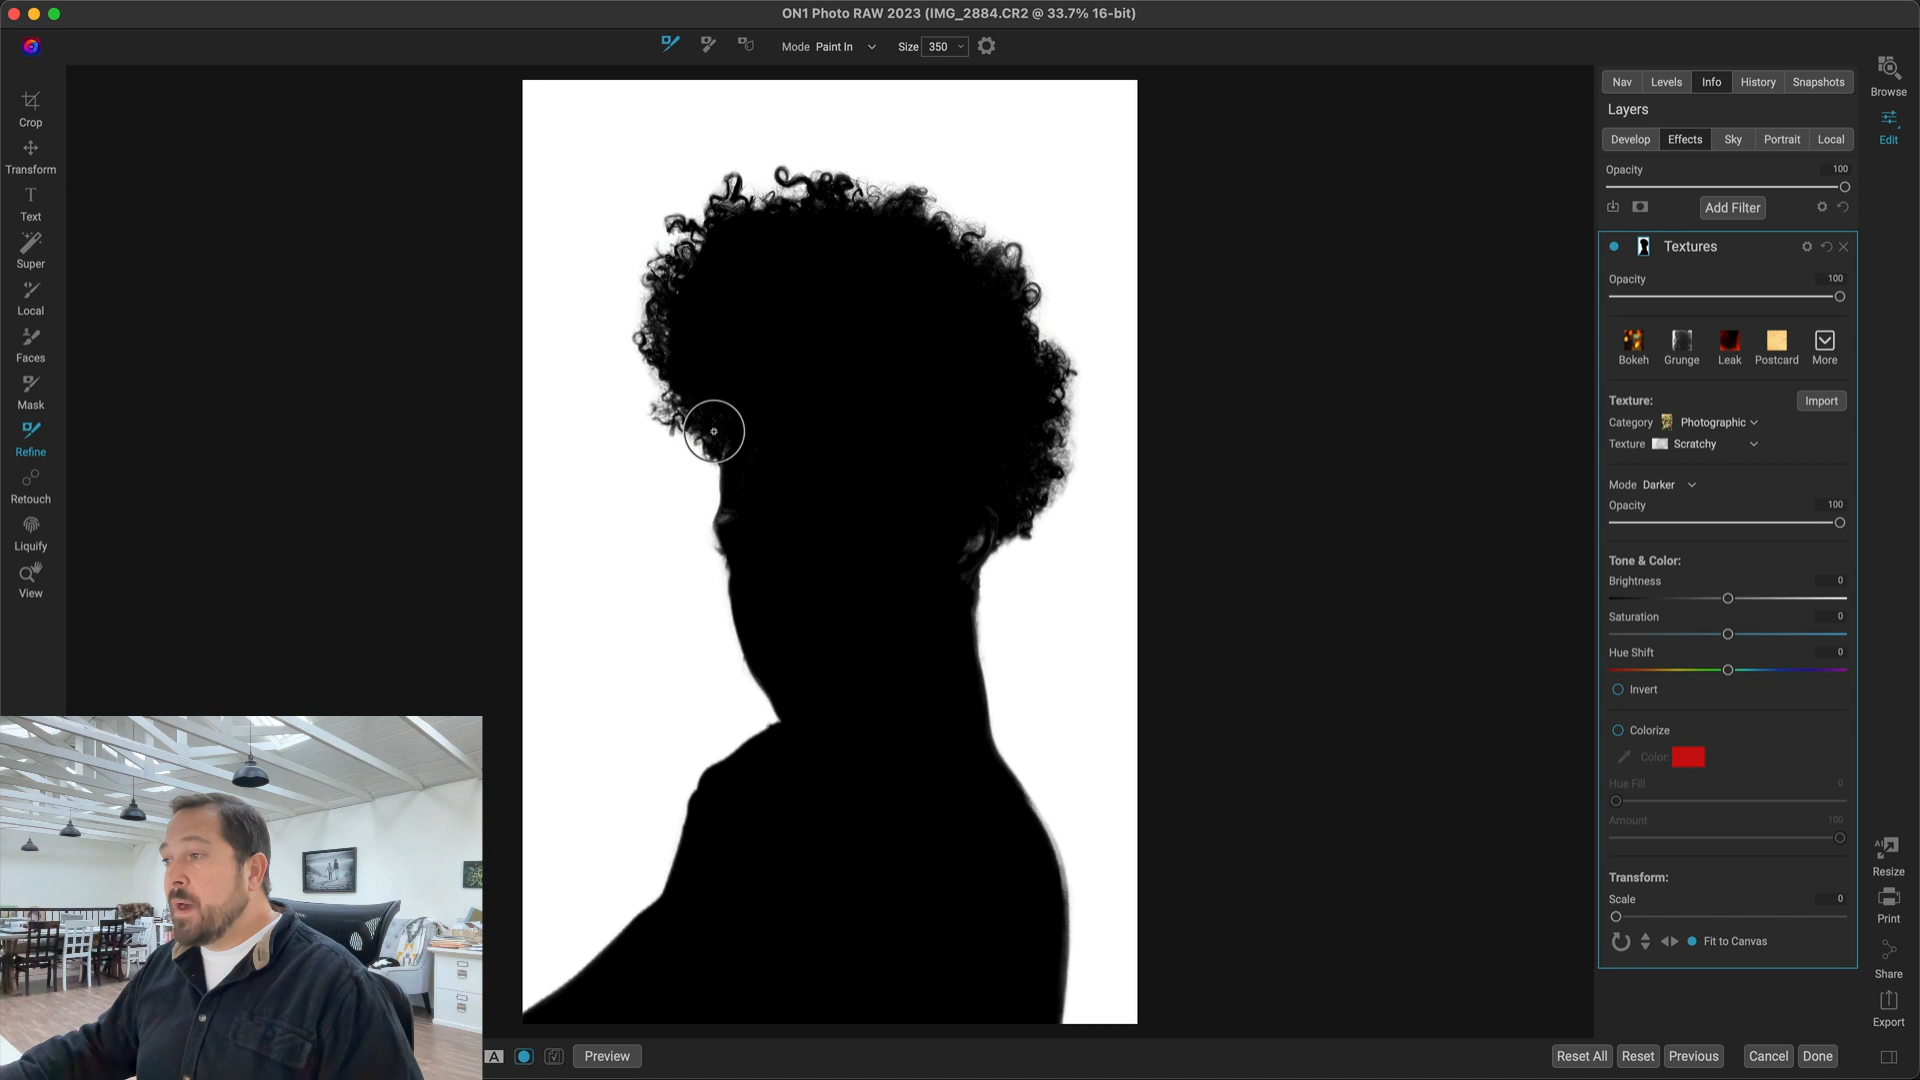 ON1 Photo RAW 2023 (IMG_2884.CR2 @ 33.7% 16-bit)
Mode Paint In
Size 350
Crop
Transform
Text
Super
Local
Faces
Mask
Refine
Retouch
Liquify
View
Nav Levels Info History Snapshots
Layers
Develop Effects Sky Portrait Local
Opacity 100
Add Filter
Textures
Opacity 100
Bokeh Grunge Leak Postcard More
Texture: Import
Category Photographic
Texture Scratchy
Mode Darker
Opacity 100
Tone & Color:
Brightness 0
Saturation 0
Hue Shift 0
Invert
Colorize
Color:
Hue Fill 0
Amount 100
Transform:
Scale 0
Fit to Canvas
Browse
Edit
AI
Resize
Print
Share
Export
A Preview
Reset All Reset Previous Cancel Done